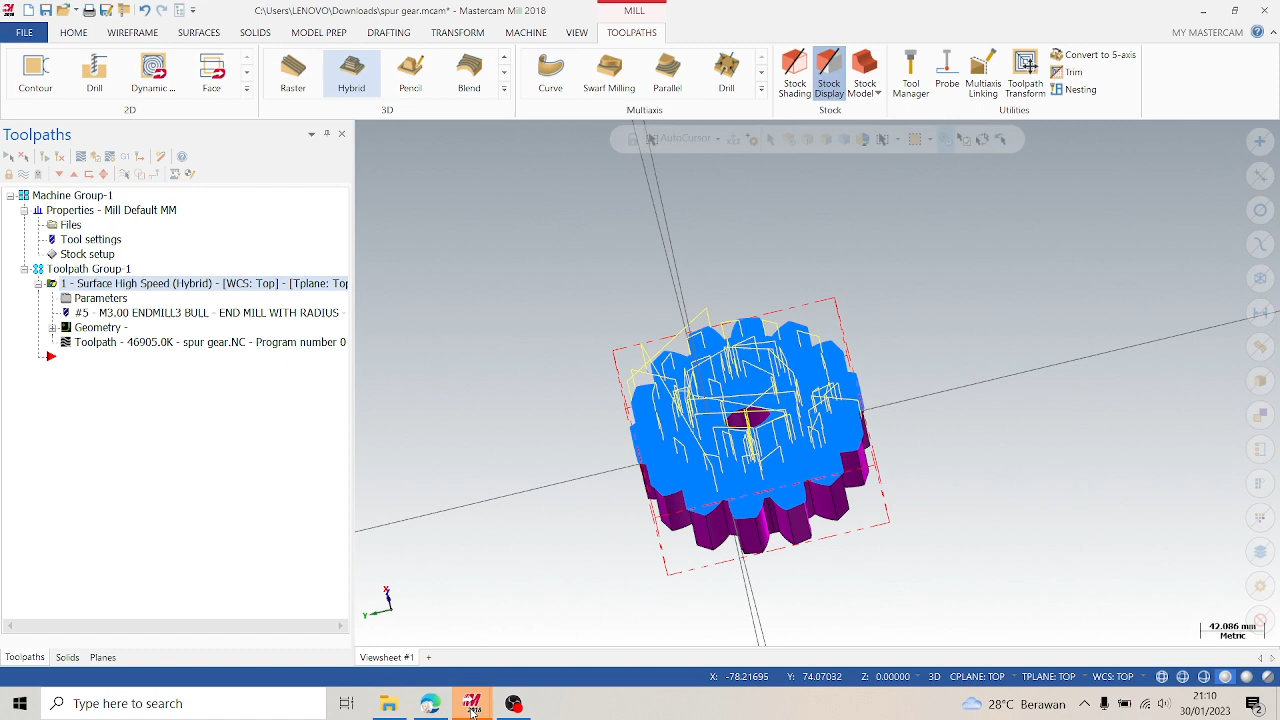 C:\Users\LENOVO\Downloads\spur gear.mcam* - Mastercam Mill 2018
MILL
FILE
HOME
WIREFRAME
SURFACES
SOLIDS
MODEL PREP
DRAFTING
TRANSFORM
MACHINE
VIEW
TOOLPATHS
MY MASTERCAM
Contour
Drill
Dynamic ...
Face
Raster
Hybrid
Pencil
Blend
Curve
Swarf Milling
Parallel
Drill
Stock Shading
Stock Display
Stock Model
Tool Manager
Probe
Multiaxis Linking
Toolpath Transform
Convert to 5-axis
Trim
Nesting
2D
3D
Multiaxis
Stock
Utilities
Toolpaths
AutoCursor
Machine Group-1
Properties - Mill Default MM
Files
Tool settings
Stock setup
Toolpath Group-1
1 - Surface High Speed (Hybrid) - [WCS: Top] - [Tplane: Top
Parameters
#5 - M3.00 ENDMILL3 BULL - END MILL WITH RADIUS -
Geometry -
Toolpath - 46905.0K - spur gear.NC - Program number 0
X
Y
42.086 mm
Metric
Toolpaths
Solids
Planes
Viewsheet #1
+
X: -78.21695
Y: 74.07032
Z: 0.00000
3D
CPLANE: TOP
TPLANE: TOP
WCS: TOP
Type here to search
28°C Berawan
21:10
30/01/2023
2